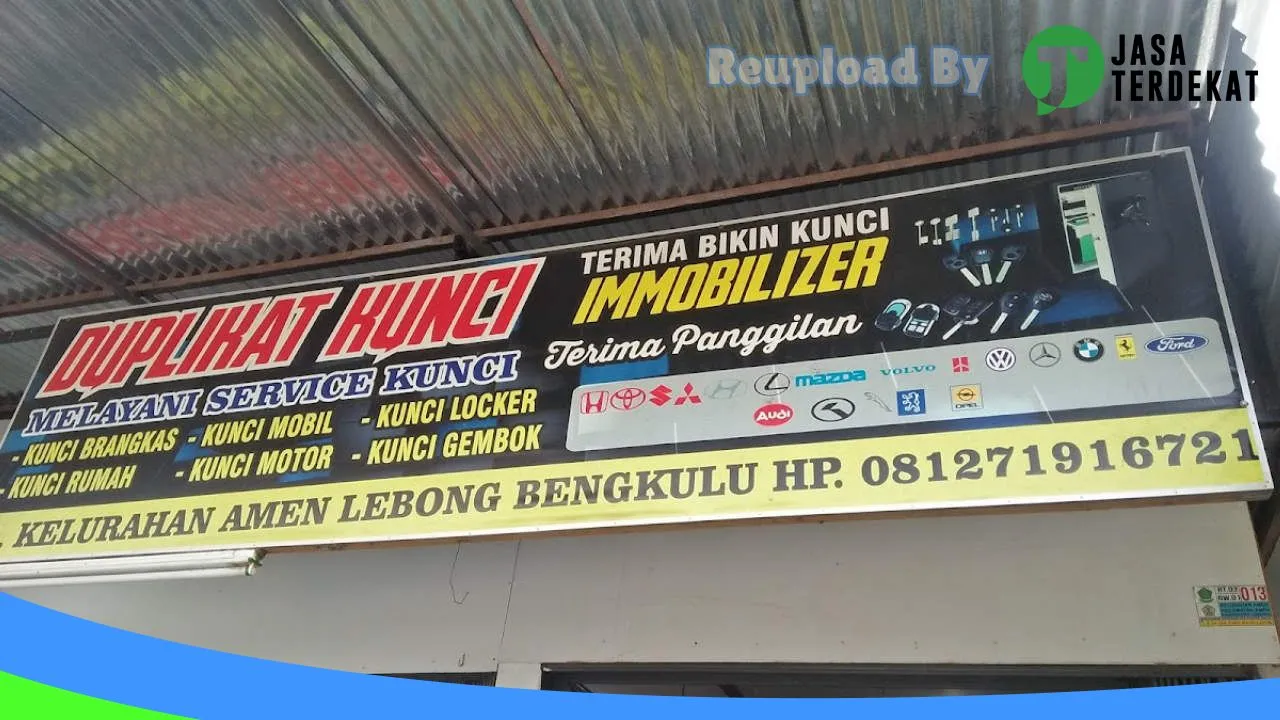 Reupload By
JASA
TERDEKAT
DUPLIKAT KUNCI
MELAYANI SERVICE KUNCI
- KUNCI BRANGKAS - KUNCI MOBIL - KUNCI LOCKER
- KUNCI RUMAH - KUNCI MOTOR - KUNCI GEMBOK
TERIMA BIKIN KUNCI
IMMOBILIZER
Terima Panggilan
mazda VOLVO Ford
Audi OPEL
. KELURAHAN AMEN LEBONG BENGKULU HP. 081271916721
013